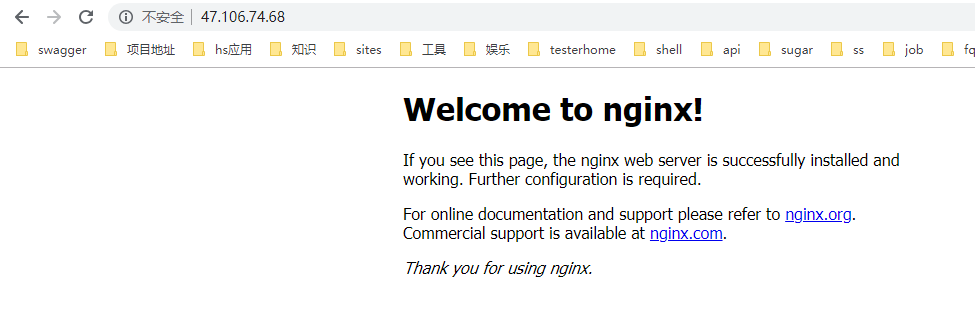 不安全 47.106.74.68
swagger 项目地址 hs应用 知识 sites 工具 娱乐 testerhome shell api sugar ss job fq
Welcome to nginx!
If you see this page, the nginx web server is successfully installed and
working. Further configuration is required.
For online documentation and support please refer to nginx.org.
Commercial support is available at nginx.com.
Thank you for using nginx.